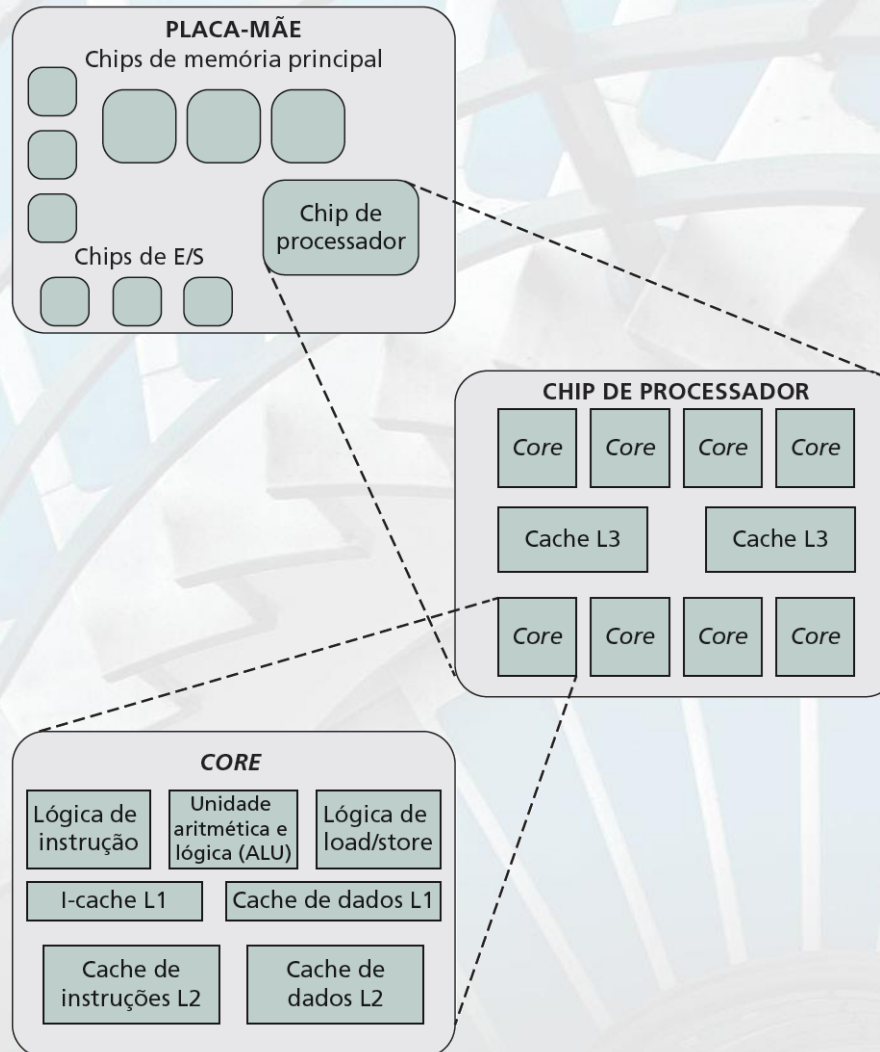 PLACA-MÃE
Chips de memória principal
Chip de
processador
Chips de E/S
CHIP DE PROCESSADOR
Core
Core
Core
Core
Cache L3
Cache L3
Core
Core
Core
Core
CORE
Lógica de
instrução
Unidade
aritmética e
lógica (ALU)
Lógica de
load/store
I-cache L1
Cache de dados L1
Cache de
instruções L2
Cache de
dados L2